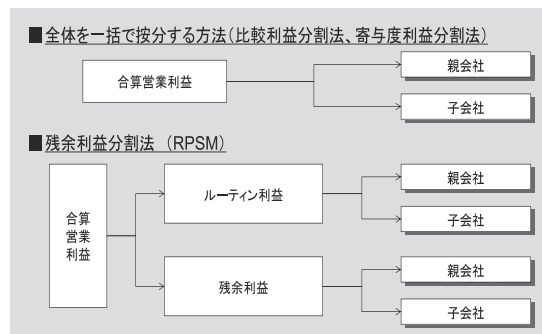 ■全体を一括で按分する方法(比較利益分割法、寄与度利益分割法)
合算営業利益
親会社
子会社
■残余利益分割法 (RPSM)
合算
営業
利益
ルーティン利益
親会社
子会社
残余利益
親会社
子会社